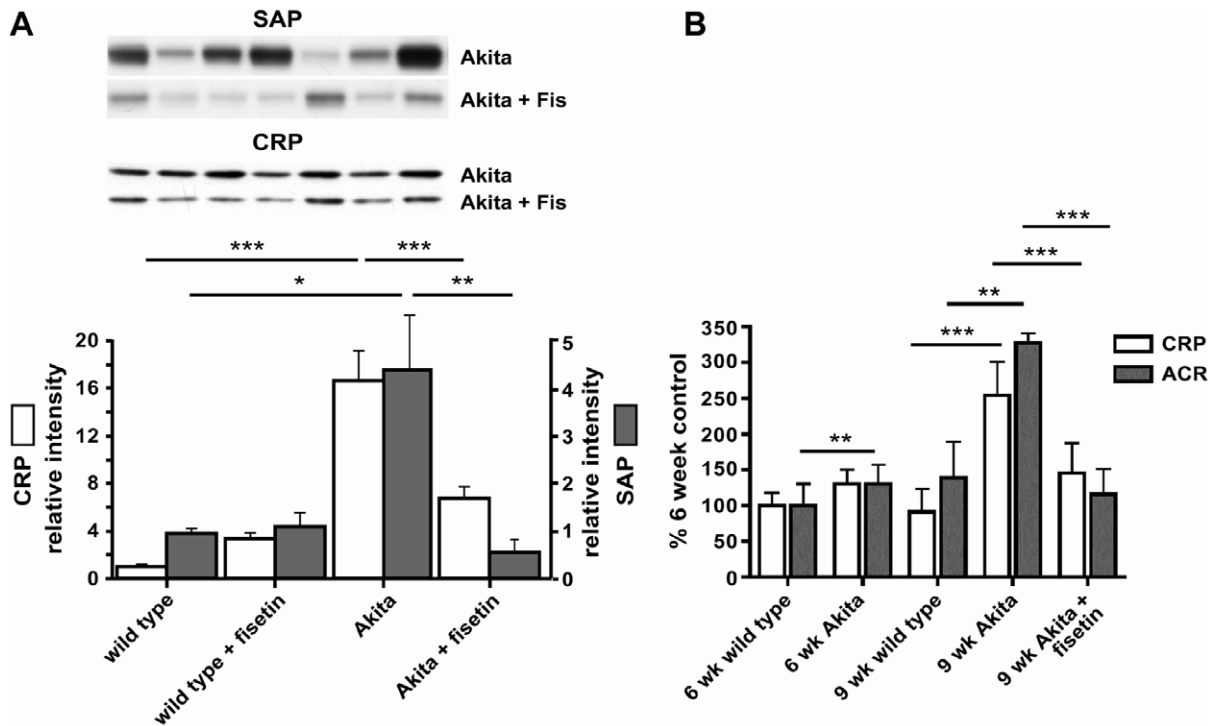 A
SAP
Akita
Akita + Fis
CRP
Akita
Akita + Fis
*** ***
* **
CRP
relative intensity
20
16
12
8
4
0
5
4
3
2
1
0
relative intensity
SAP
wild type
wild type + fisetin
Akita
Akita + fisetin
B
***
***
**
***
**
% 6 week control
350
300
250
200
150
100
50
0
CRP
ACR
6 wk wild type
6 wk Akita
9 wk wild type
9 wk Akita
9 wk Akita +
fisetin